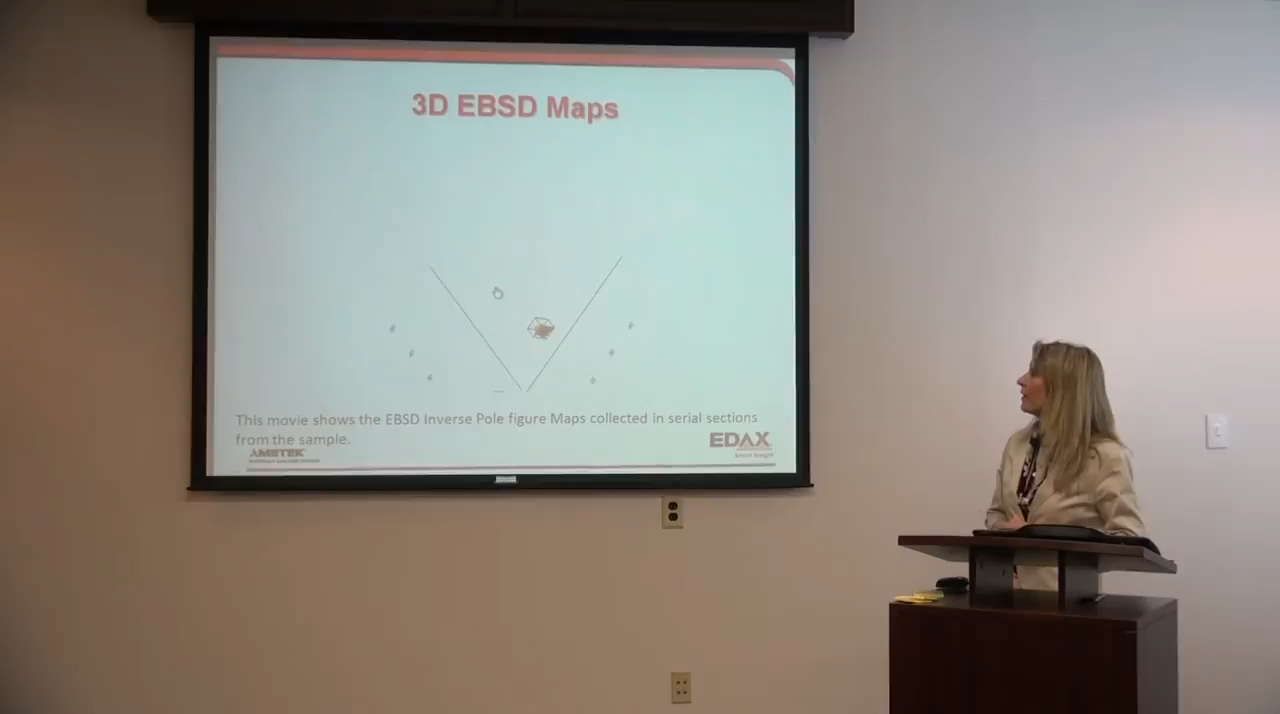 3D EBSD Maps
This movie shows the EBSD Inverse Pole figure Maps collected in serial sections
from the sample.
EDAX
AMETEK